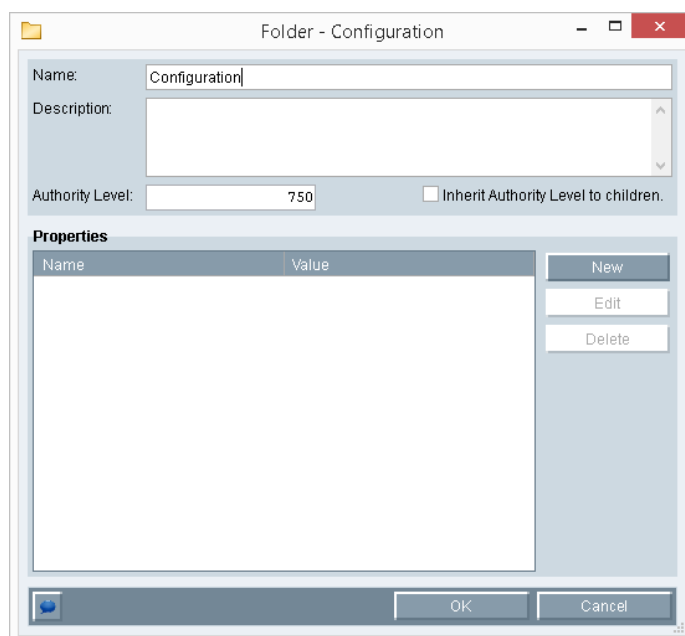 Folder - Configuration
Name: Configuration
Description:
Authority Level: 750 Inherit Authority Level to children.
Properties
Name Value New
Edit
Delete
OK Cancel